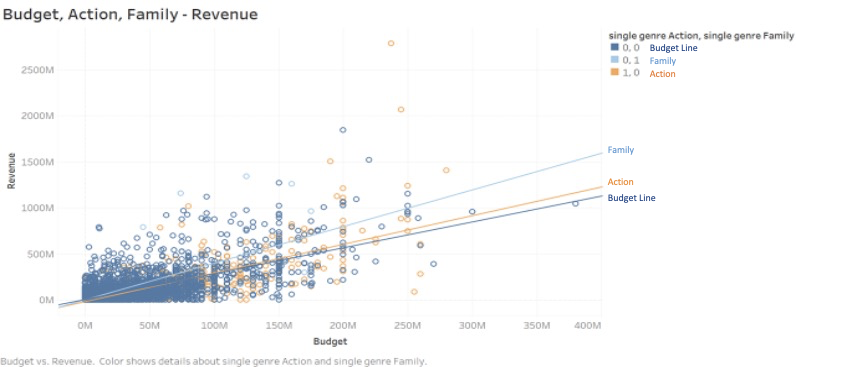 Budget, Action, Family - Revenue
single genre Action, single genre Family
0, 0 Budget Line
0, 1 Family
1, 0 Action
2500M
2000M
1500M
1000M
500M
0M
Revenue
Family
Action
Budget Line
0M 50M 100M 150M 200M 250M 300M 350M 400M
Budget
Budget vs. Revenue. Color shows details about single genre Action and single genre Family.